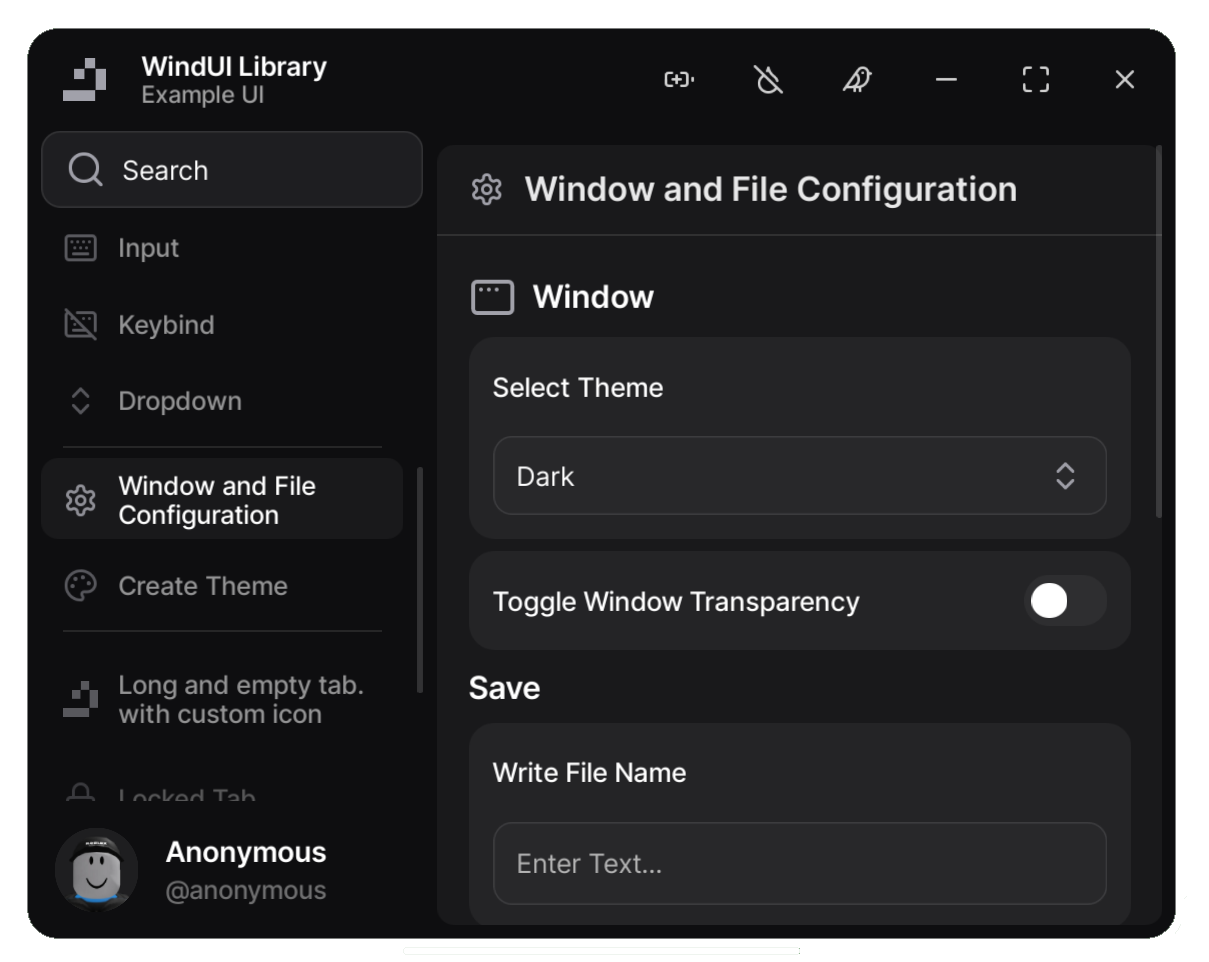 WindUI Library
Example UI
Search
Input
Keybind
Dropdown
Window and File
Configuration
Create Theme
Long and empty tab.
with custom icon
Locked Tab
Anonymous
@anonymous
Window and File Configuration
Window
Select Theme
Dark
Toggle Window Transparency
Save
Write File Name
Enter Text...